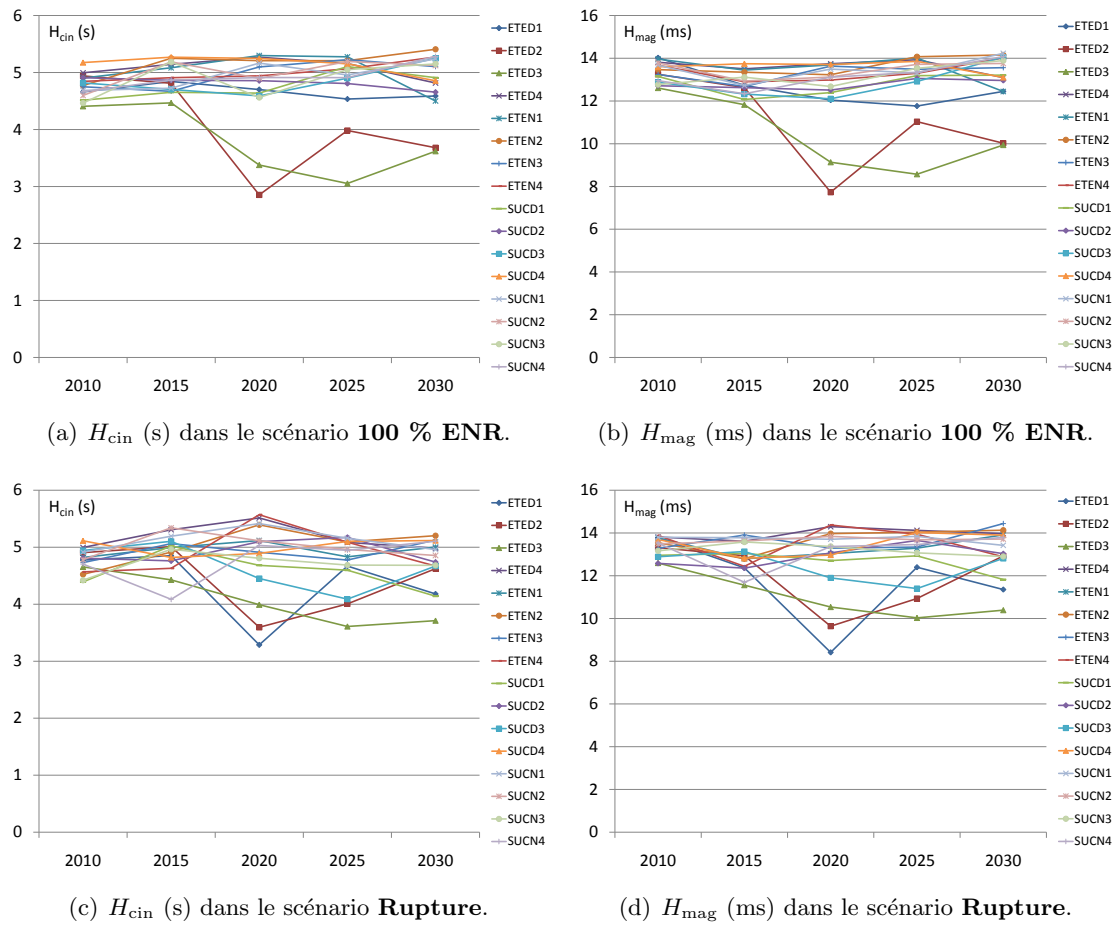 H_cin (s)
6
5
4
3
2
1
0
2010 2015 2020 2025 2030
ETED1
ETED2
ETED3
ETED4
ETEN1
ETEN2
ETEN3
ETEN4
SUCD1
SUCD2
SUCD3
SUCD4
SUCN1
SUCN2
SUCN3
SUCN4
(a) H_cin (s) dans le scénario 100 % ENR.
H_mag (ms)
16
14
12
10
8
6
4
2
0
2010 2015 2020 2025 2030
ETED1
ETED2
ETED3
ETED4
ETEN1
ETEN2
ETEN3
ETEN4
SUCD1
SUCD2
SUCD3
SUCD4
SUCN1
SUCN2
SUCN3
SUCN4
(b) H_mag (ms) dans le scénario 100 % ENR.
H_cin (s)
6
5
4
3
2
1
0
2010 2015 2020 2025 2030
ETED1
ETED2
ETED3
ETED4
ETEN1
ETEN2
ETEN3
ETEN4
SUCD1
SUCD2
SUCD3
SUCD4
SUCN1
SUCN2
SUCN3
SUCN4
(c) H_cin (s) dans le scénario Rupture.
H_mag (ms)
16
14
12
10
8
6
4
2
0
2010 2015 2020 2025 2030
ETED1
ETED2
ETED3
ETED4
ETEN1
ETEN2
ETEN3
ETEN4
SUCD1
SUCD2
SUCD3
SUCD4
SUCN1
SUCN2
SUCN3
SUCN4
(d) H_mag (ms) dans le scénario Rupture.